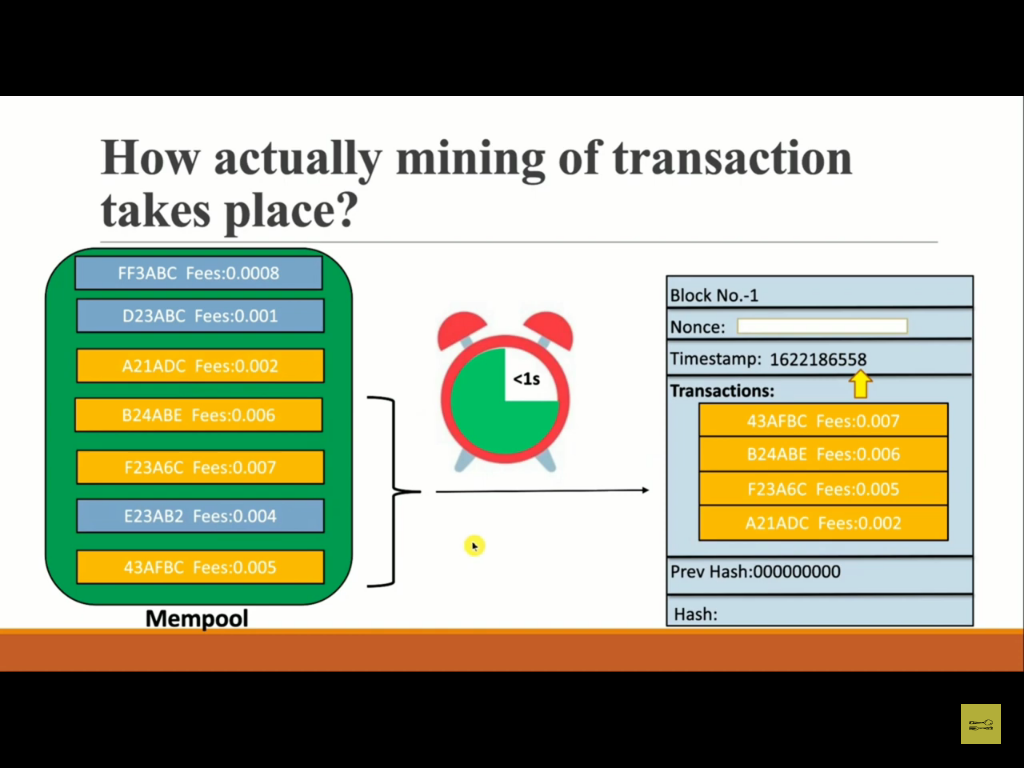 How actually mining of transaction
takes place?
FF3ABC Fees:0.0008
D23ABC Fees:0.001
A21ADC Fees:0.002
B24ABE Fees:0.006
F23A6C Fees:0.007
E23AB2 Fees:0.004
43AFBC Fees:0.005
Mempool
<1s
Block No.-1
Nonce:
Timestamp: 1622186558
Transactions:
43AFBC Fees:0.007
B24ABE Fees:0.006
F23A6C Fees:0.005
A21ADC Fees:0.002
Prev Hash:000000000
Hash: